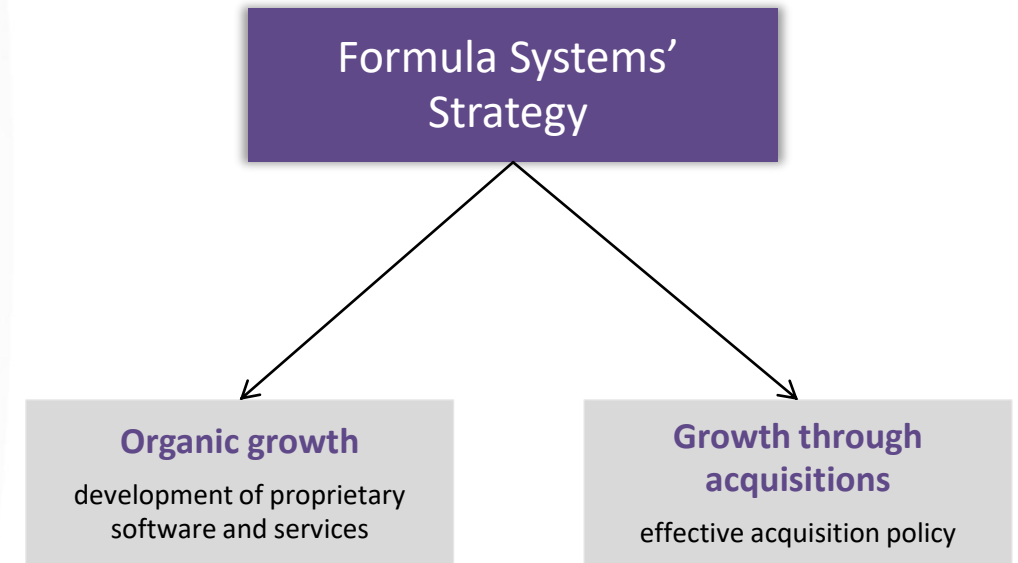 Formula Systems’
Strategy
Organic growth
development of proprietary
software and services
Growth through
acquisitions
effective acquisition policy